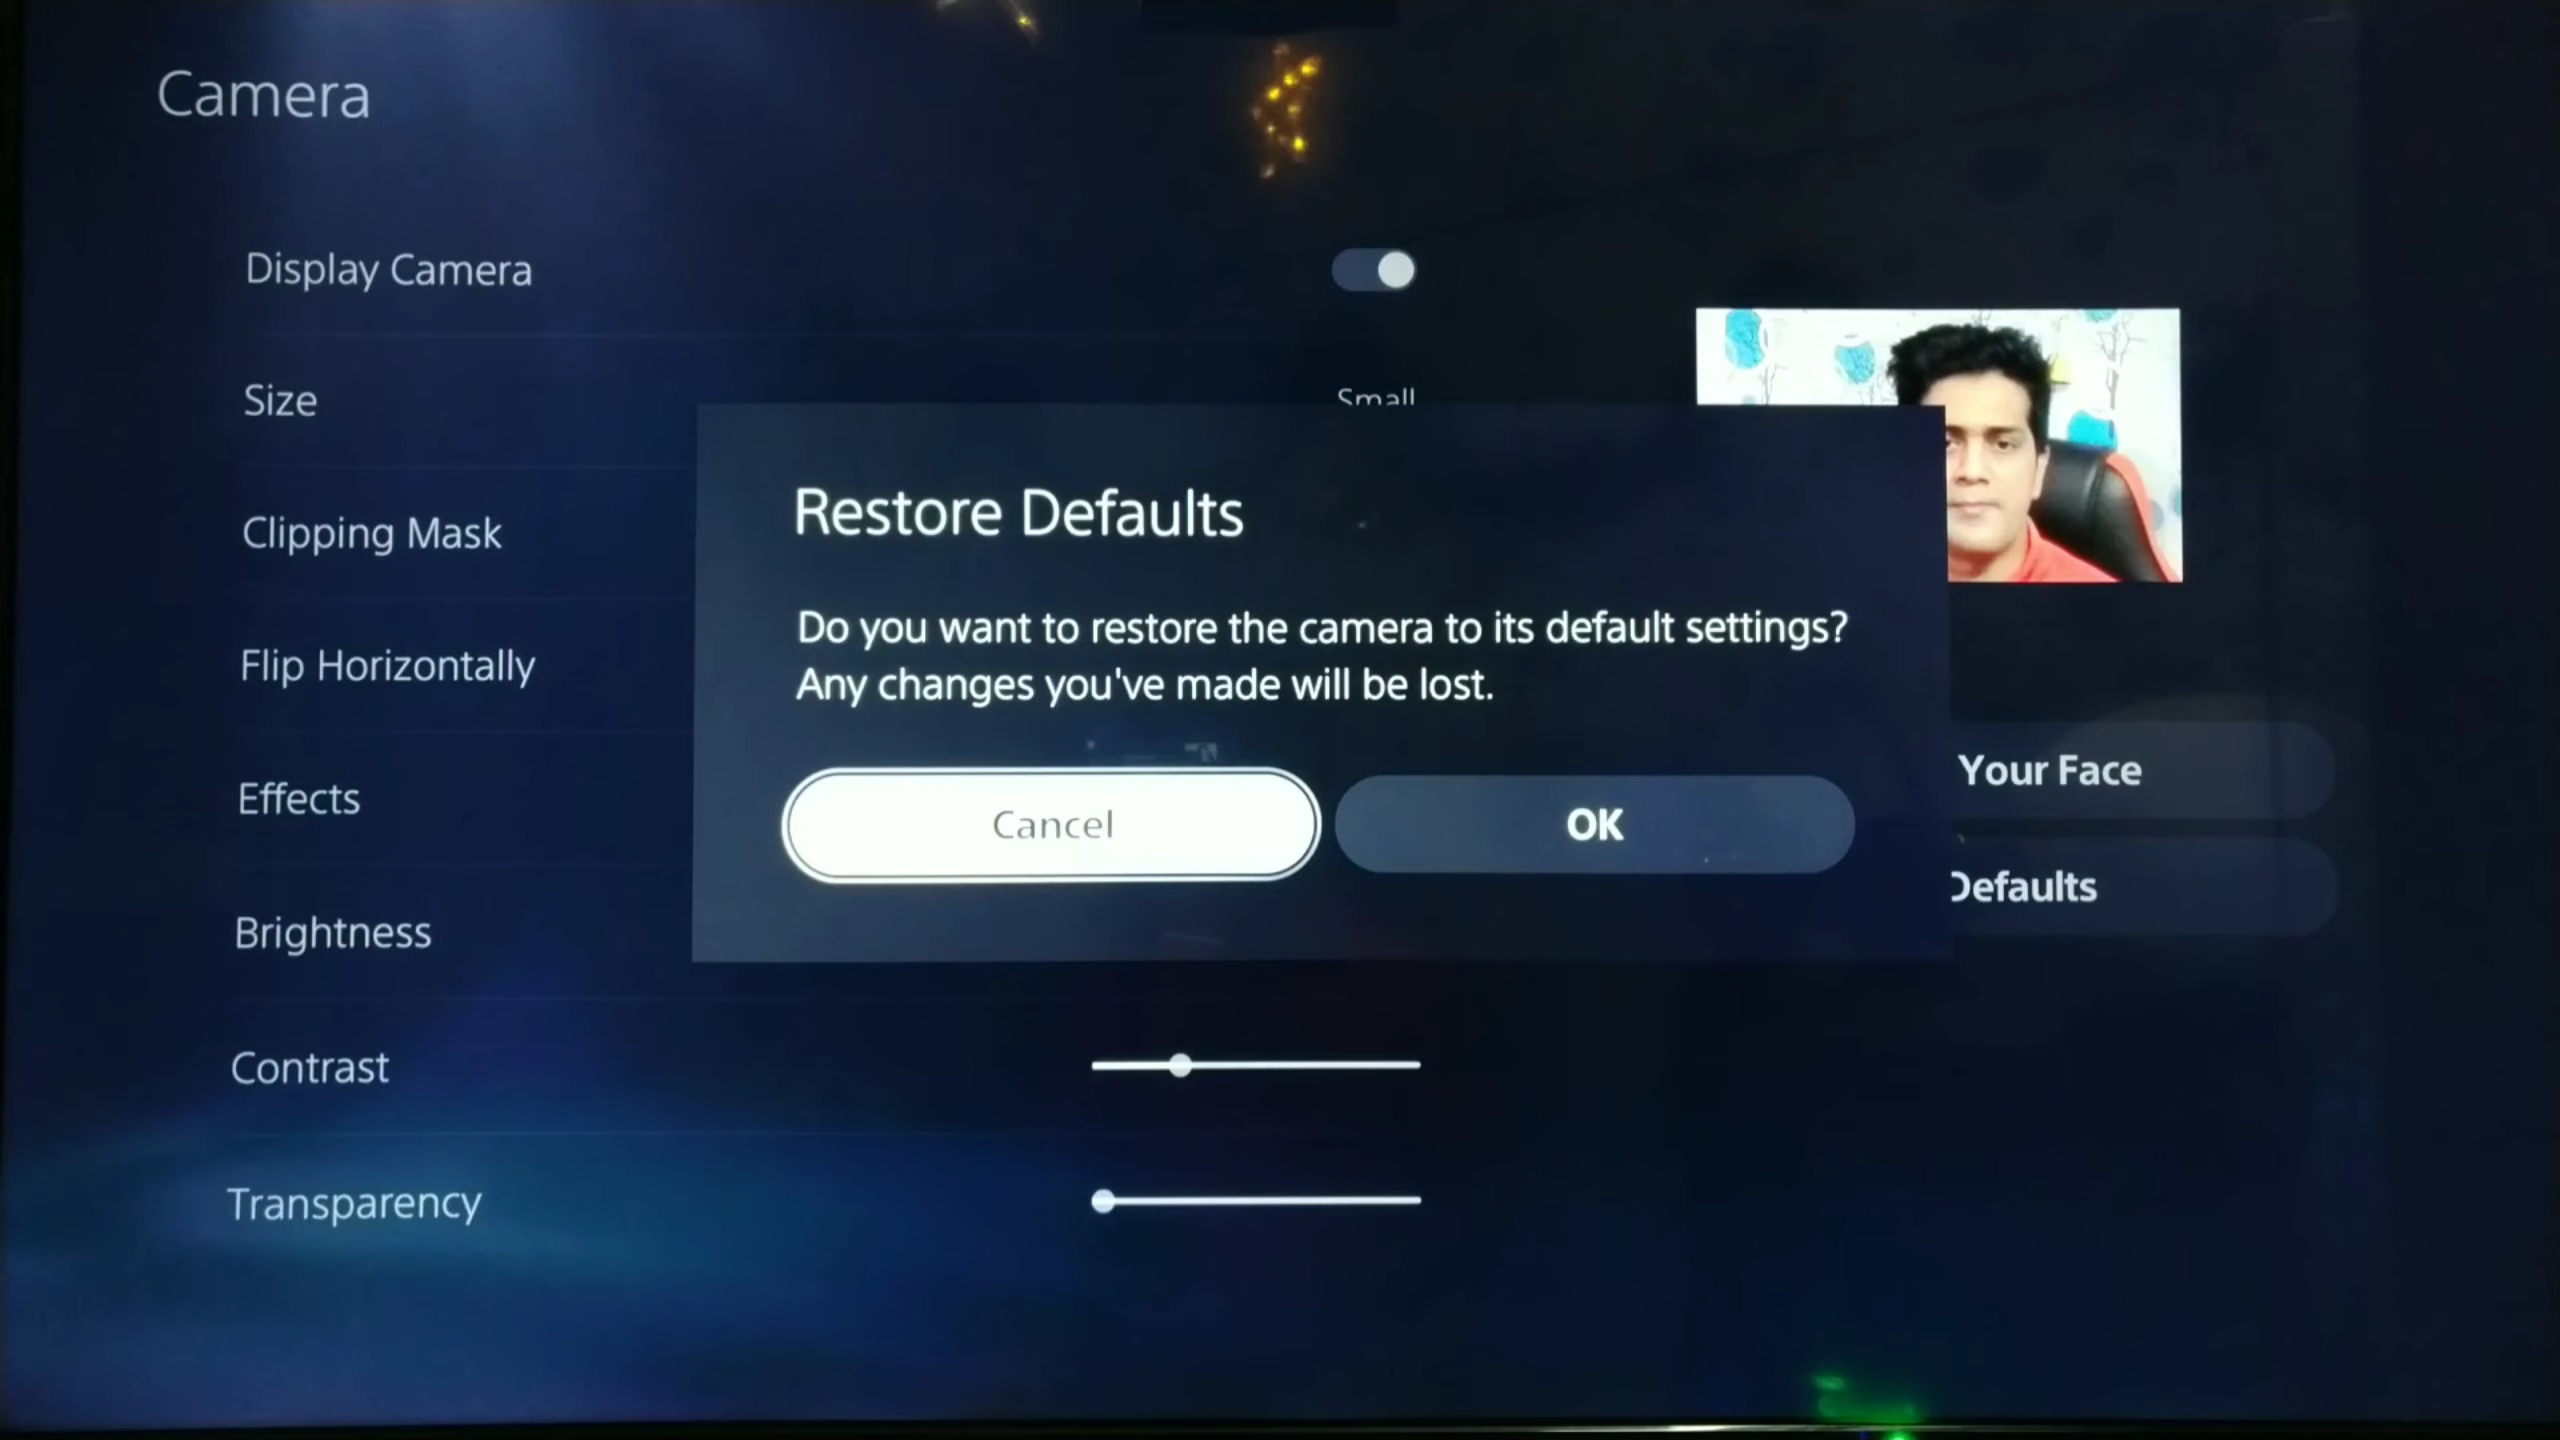 Camera
Display Camera
Size
Small
Clipping Mask
Flip Horizontally
Effects
Brightness
Contrast
Transparency
Restore Defaults
Do you want to restore the camera to its default settings?
Any changes you've made will be lost.
Cancel
OK
Your Face
Defaults